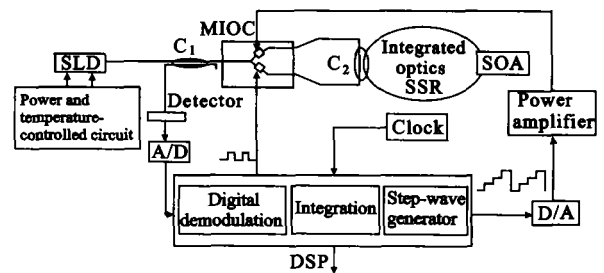 MIOC
C1
SLD
C2
Integrated
optics
SSR
SOA
Power and
temperature-
controlled circuit
Detector
Power
amplifier
A/D
Clock
Digital
demodulation
Integration
Step-wave
generator
D/A
DSP